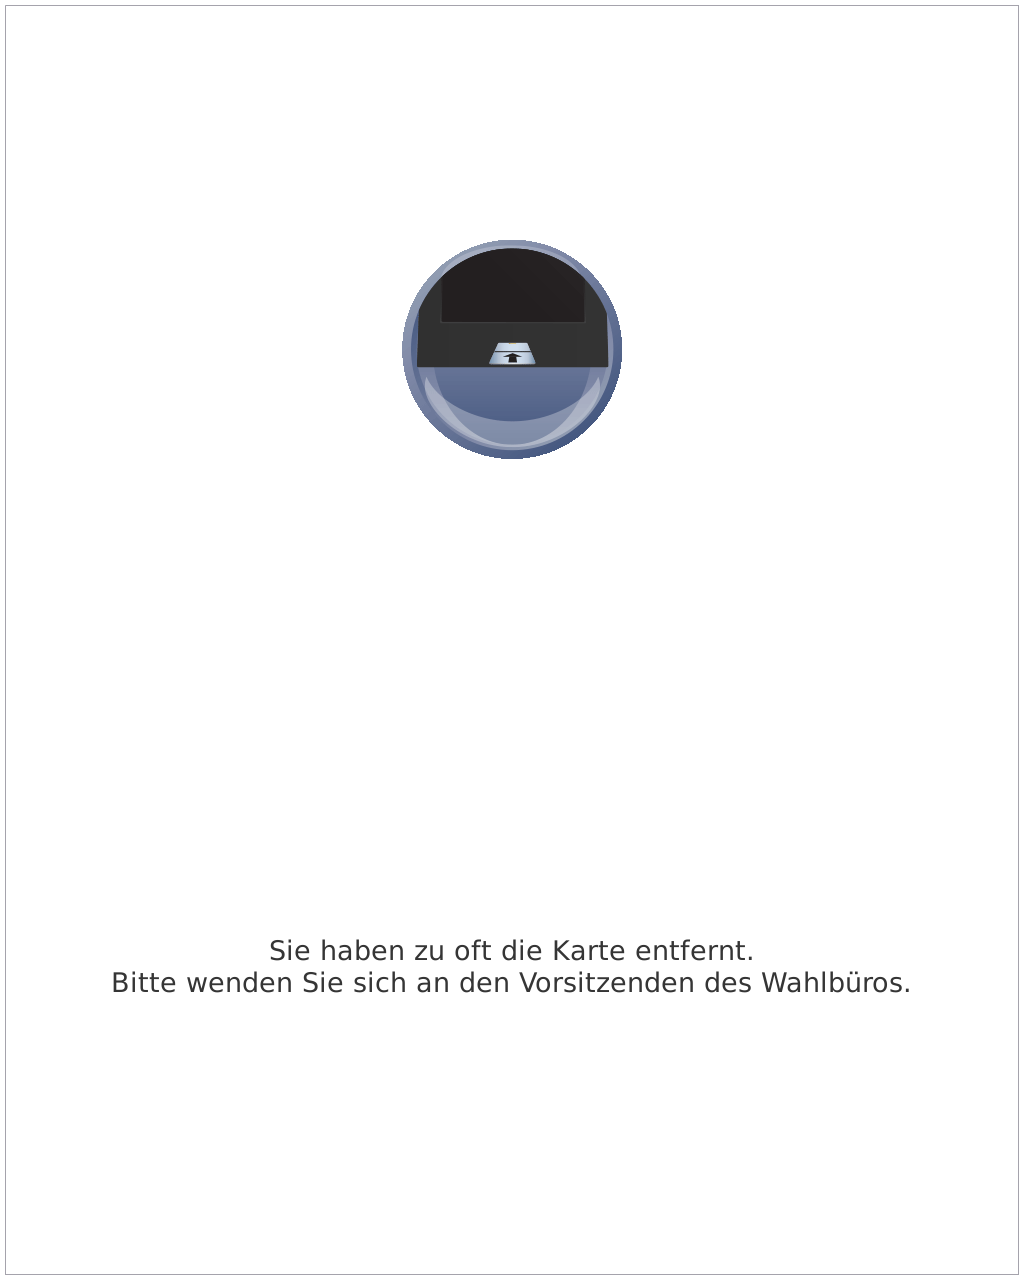 Sie haben zu oft die Karte entfernt.
Bitte wenden Sie sich an den Vorsitzenden des Wahlbüros.